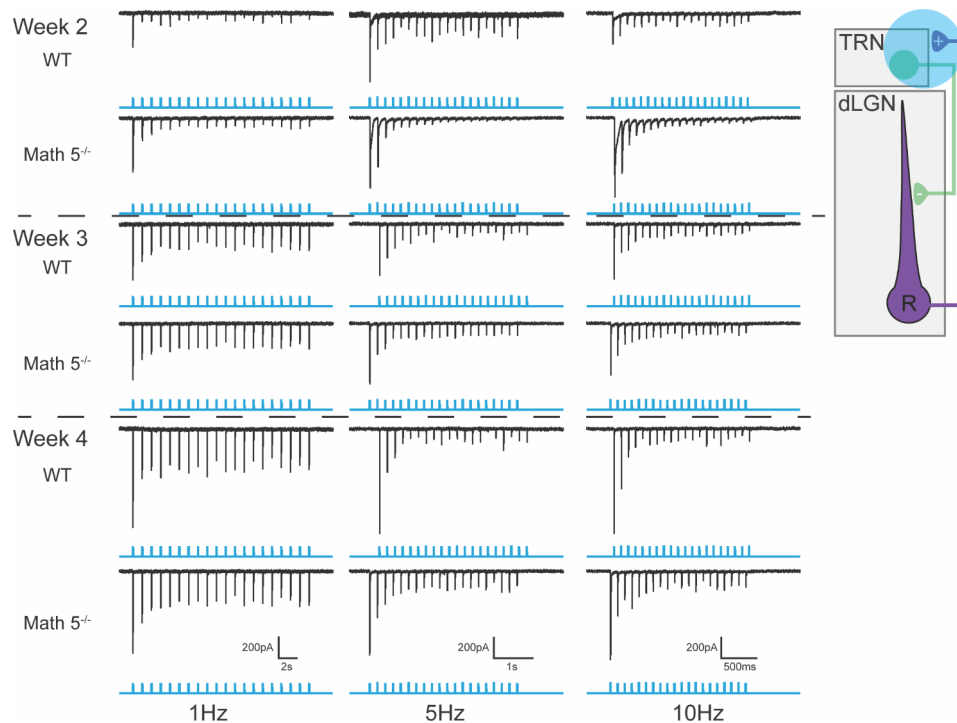 Week 2
WT
Math 5-/-
Week 3
WT
Math 5-/-
Week 4
WT
Math 5-/-
200pA
2s
200pA
1s
200pA
500ms
1Hz
5Hz
10Hz
TRN
+
dLGN
R